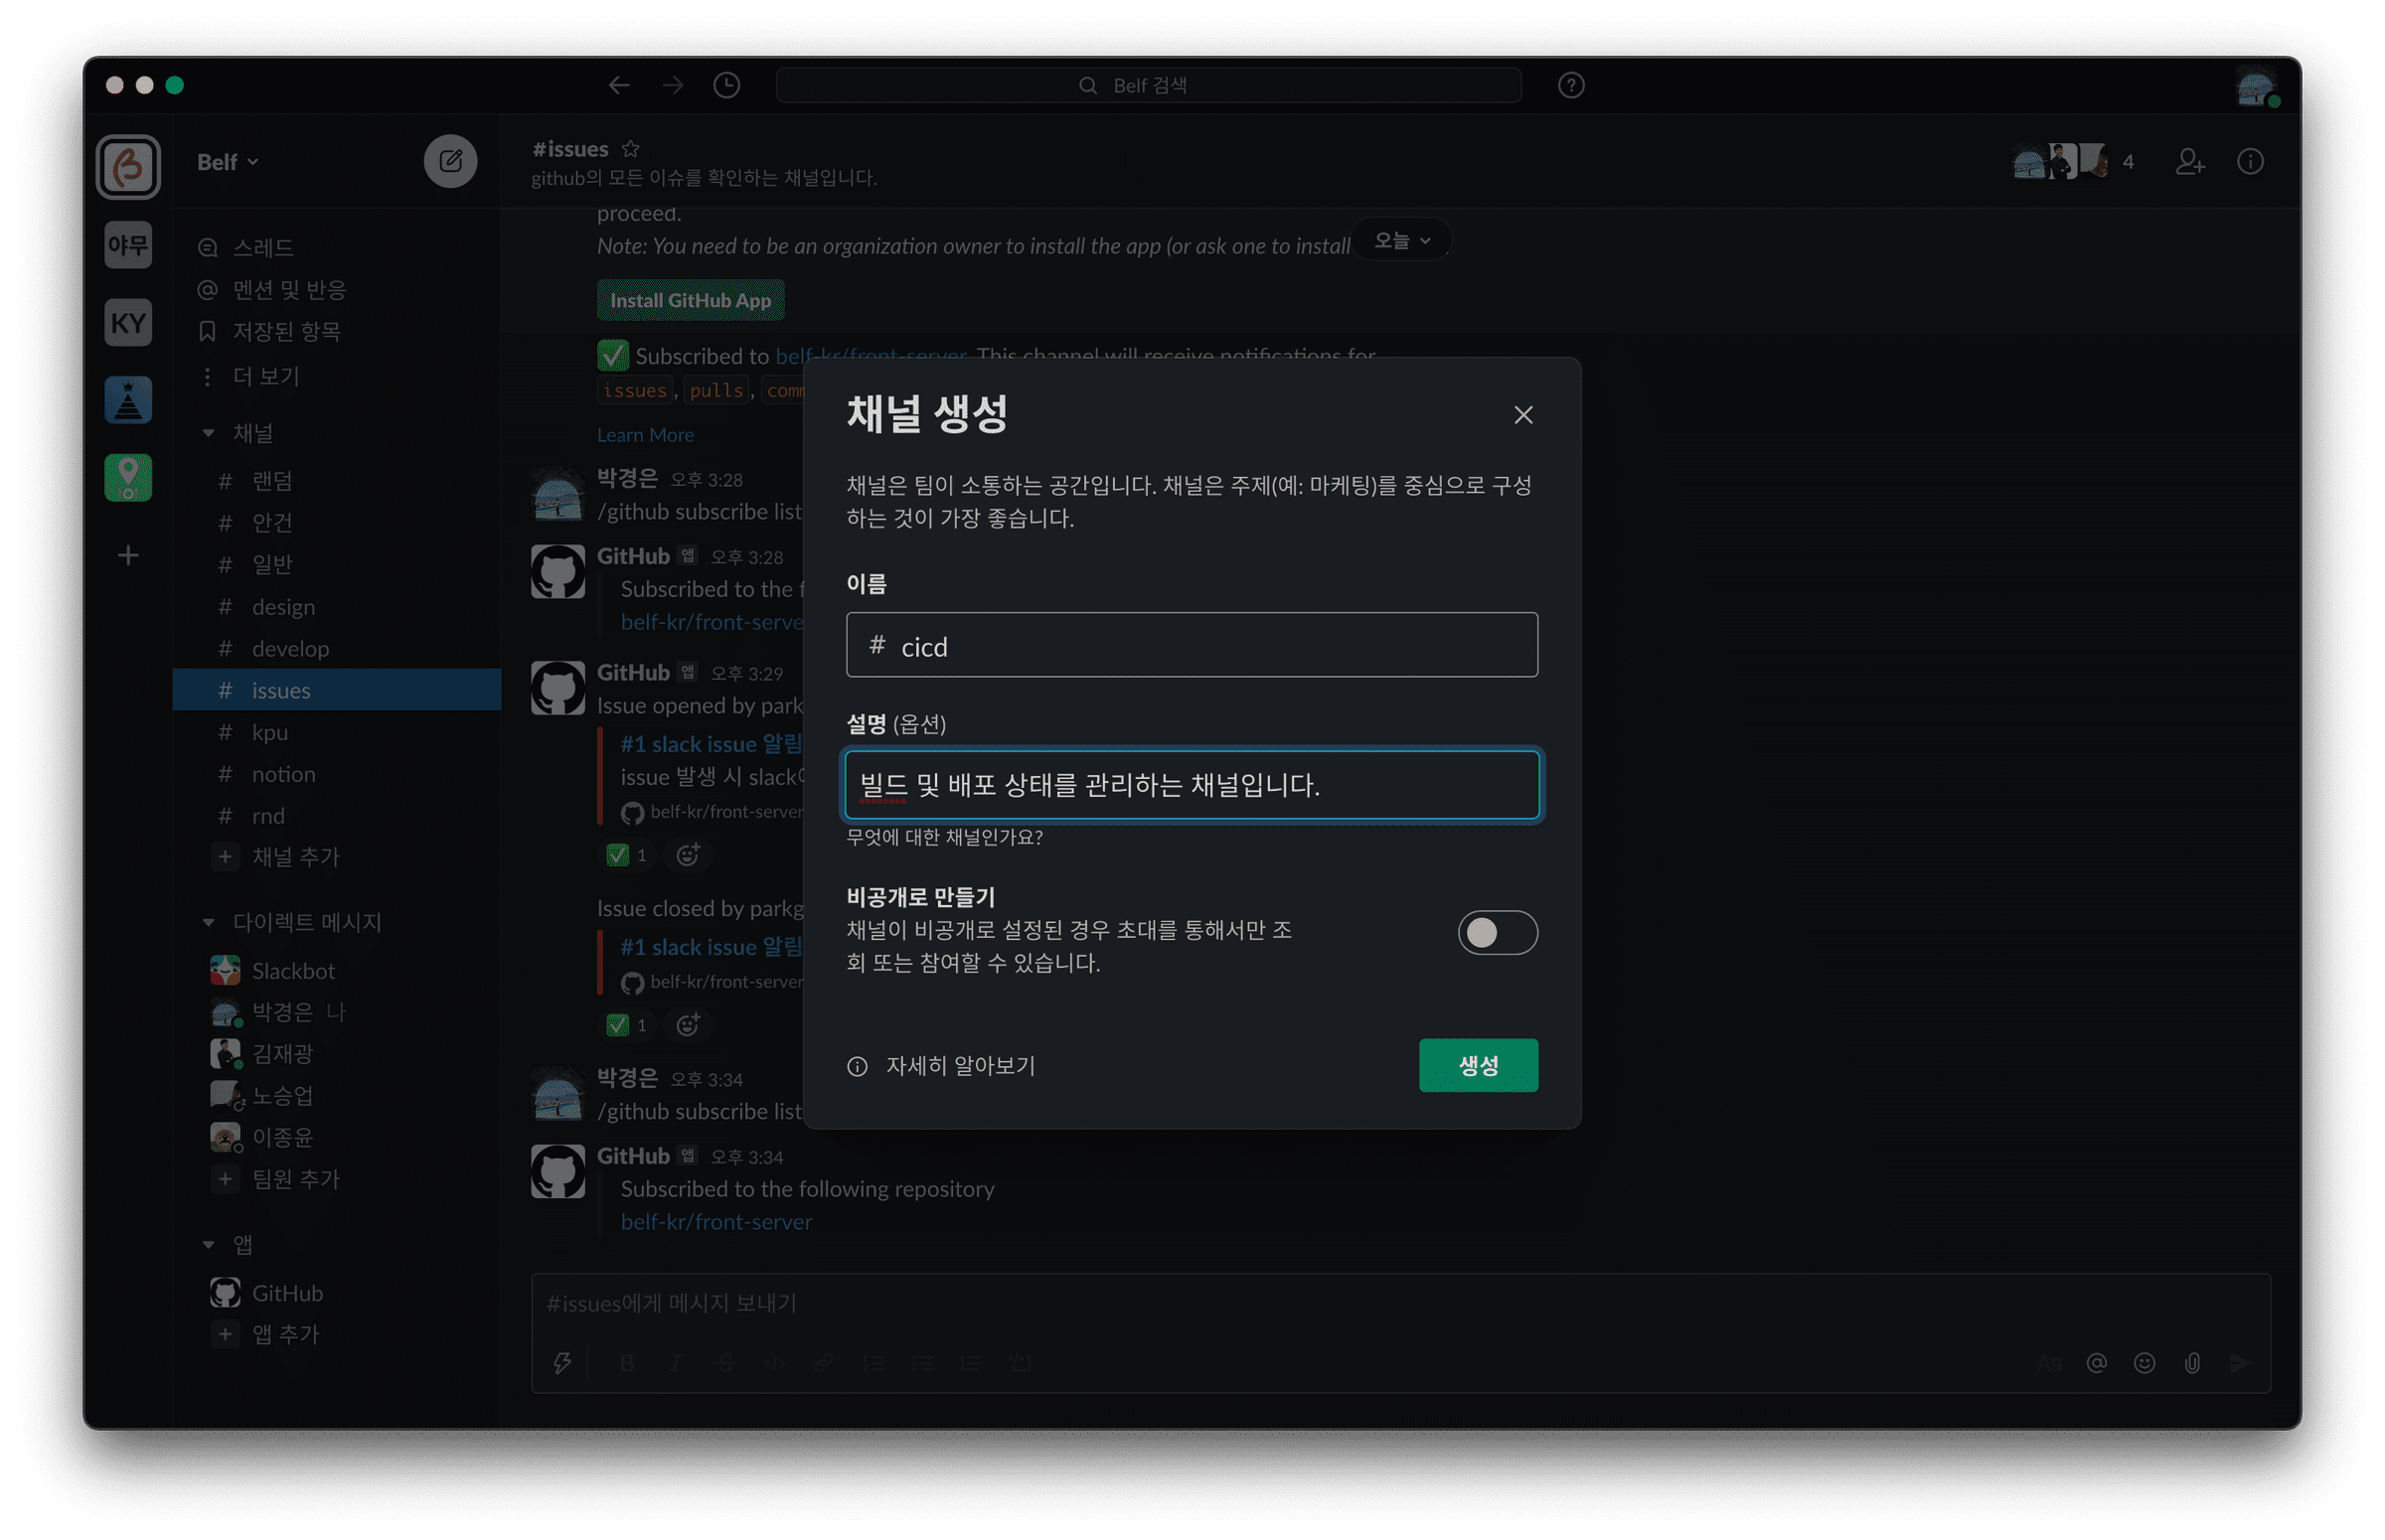 Belf 검색
Belf
야무
KY
스레드
멘션 및 반응
저장된 항목
더 보기
채널
# 랜덤
# 안건
# 일반
# design
# develop
# issues
# kpu
# notion
# rnd
+ 채널 추가
다이렉트 메시지
Slackbot
박경은 나
김재광
노승업
이종윤
+ 팀원 추가
앱
GitHub
+ 앱 추가
#issues
github의 모든 이슈를 확인하는 채널입니다.
4
proceed.
Note: You need to be an organization owner to install the app (or ask one to install
오늘
Install GitHub App
Subscribed to belf-kr/front-server. This channel will receive notifications for
issues, pulls, comm
Learn More
박경은 오후 3:28
/github subscribe list
GitHub 앱 오후 3:28
Subscribed to the f
belf-kr/front-serve
GitHub 앱 오후 3:29
Issue opened by park
#1 slack issue 알림
issue 발생 시 slack
belf-kr/front-server
1
Issue closed by parkg
#1 slack issue 알림
belf-kr/front-server
1
박경은 오후 3:34
/github subscribe list
GitHub 앱 오후 3:34
Subscribed to the following repository
belf-kr/front-server
#issues에게 메시지 보내기
B I S </>
Aa @
채널 생성
채널은 팀이 소통하는 공간입니다. 채널은 주제(예: 마케팅)를 중심으로 구성
하는 것이 가장 좋습니다.
이름
# cicd
설명 (옵션)
빌드 및 배포 상태를 관리하는 채널입니다.
무엇에 대한 채널인가요?
비공개로 만들기
채널이 비공개로 설정된 경우 초대를 통해서만 조
회 또는 참여할 수 있습니다.
자세히 알아보기
생성